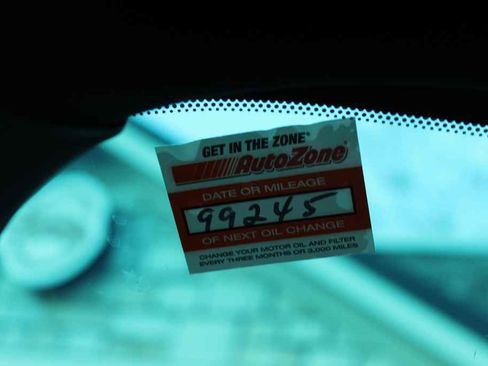 GET IN THE ZONE®
AutoZone®
DATE OR MILEAGE
99245
OF NEXT OIL CHANGE
CHANGE YOUR MOTOR OIL AND FILTER
EVERY THREE MONTHS OR 3,000 MILES